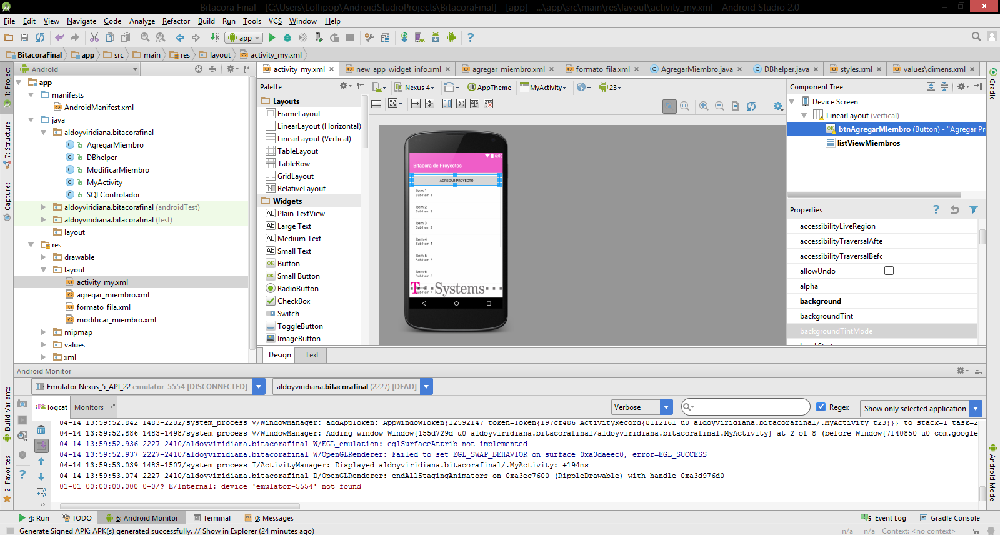 Bitacora Final - [C:\Users\Lollipop\AndroidStudioProjects\BitacoraFinal] - [app] - ...\app\src\main\res\layout\activity_my.xml - Android Studio 2.0
File Edit View Navigate Code Analyze Refactor Build Run Tools VCS Window Help
app
BitacoraFinal app src main res layout activity_my.xml
Android
activity_my.xml new_app_widget_info.xml agregar_miembro.xml formato_fila.xml AgregarMiembro.java DBhelper.java styles.xml values\dimens.xml
1: Project
7: Structure
Captures
Build Variants
2: Favorites
app
manifests
AndroidManifest.xml
java
aldoyviridiana.bitacorafinal
AgregarMiembro
DBhelper
ModificarMiembro
MyActivity
SQLControlador
aldoyviridiana.bitacorafinal (androidTest)
aldoyviridiana.bitacorafinal (test)
layout
res
drawable
layout
activity_my.xml
agregar_miembro.xml
formato_fila.xml
modificar_miembro.xml
mipmap
values
xml
Palette
Layouts
FrameLayout
LinearLayout (Horizontal)
LinearLayout (Vertical)
TableLayout
TableRow
GridLayout
RelativeLayout
Widgets
Plain TextView
Large Text
Medium Text
Small Text
Button
Small Button
RadioButton
CheckBox
Switch
ToggleButton
ImageButton
Design Text
Nexus 4 AppTheme MyActivity 23
6:00
Bitacora de Proyectos
AGREGAR PROYECTO
Item 1
Sub Item 1
Item 2
Sub Item 2
Item 3
Sub Item 3
Item 4
Sub Item 4
Item 5
Sub Item 5
Item 6
Sub Item 6
Sub Item 7
T··Systems···
Component Tree
Device Screen
LinearLayout (vertical)
OK btnAgregarMiembro (Button) - "Agregar Pr
listViewMiembros
Properties
accessibilityLiveRegion
accessibilityTraversalAfte
accessibilityTraversalBefo
allowUndo
alpha
background
backgroundTint
backgroundTintMode
Gradle
Android Model
Android Monitor
Emulator Nexus_5_API_22 emulator-5554 [DISCONNECTED] aldoyviridiana.bitacorafinal (2227) [DEAD]
logcat Monitors Verbose Regex Show only selected application
04-14 13:59:52.842 1483-2202/system_process V/WindowManager: addAppToken: AppWindowToken{1259214f token=Token{197cf486 ActivityRecord{8112161 u0 aldoyviridiana.bitacorafinal/.MyActivity t23}}} to stack=1 task=2
04-14 13:59:52.886 1483-1498/system_process V/WindowManager: Adding window Window{155d729d u0 aldoyviridiana.bitacorafinal/aldoyviridiana.bitacorafinal.MyActivity} at 2 of 8 (before Window{7f40850 u0 com.google
04-14 13:59:52.936 2227-2410/aldoyviridiana.bitacorafinal W/EGL_emulation: eglSurfaceAttrib not implemented
04-14 13:59:52.937 2227-2410/aldoyviridiana.bitacorafinal W/OpenGLRenderer: Failed to set EGL_SWAP_BEHAVIOR on surface 0xa3daeec0, error=EGL_SUCCESS
04-14 13:59:53.039 1483-1507/system_process I/ActivityManager: Displayed aldoyviridiana.bitacorafinal/.MyActivity: +194ms
04-14 13:59:53.074 2227-2410/aldoyviridiana.bitacorafinal D/OpenGLRenderer: endAllStagingAnimators on 0xa3ec7600 (RippleDrawable) with handle 0xa3d976d0
01-01 00:00:00.000 0-0/? E/Internal: device 'emulator-5554' not found
4: Run TODO 6: Android Monitor Terminal 0: Messages 5 Event Log Gradle Console
Generate Signed APK: APK(s) generated successfully. // Show in Explorer (24 minutes ago) n/a n/a Context: <no context>